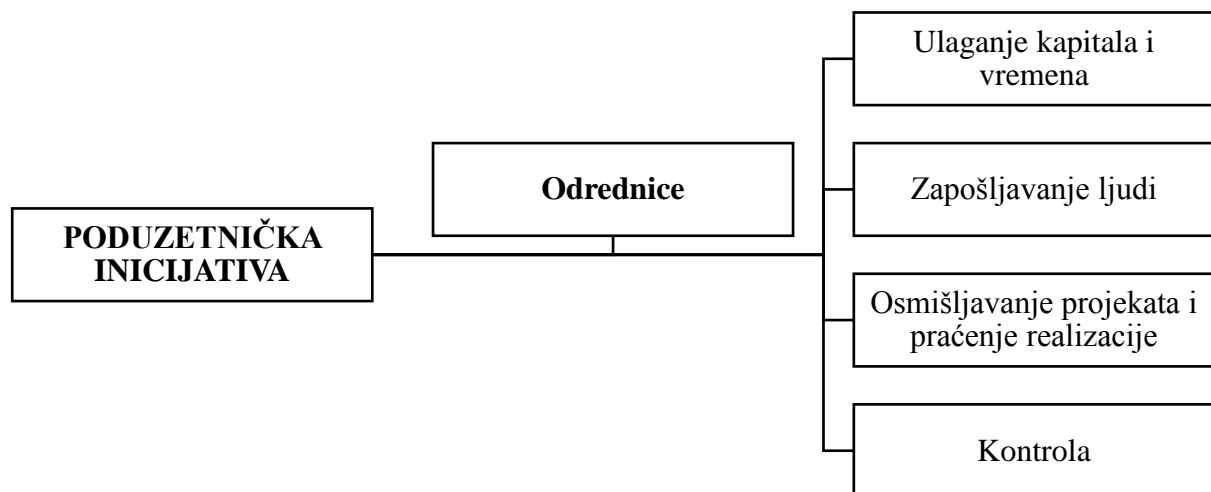 PODUZETNIČKA
INICIJATIVA
Odrednice
Ulaganje kapitala i
vremena
Zapošljavanje ljudi
Osmišljavanje projekata i
praćenje realizacije
Kontrola